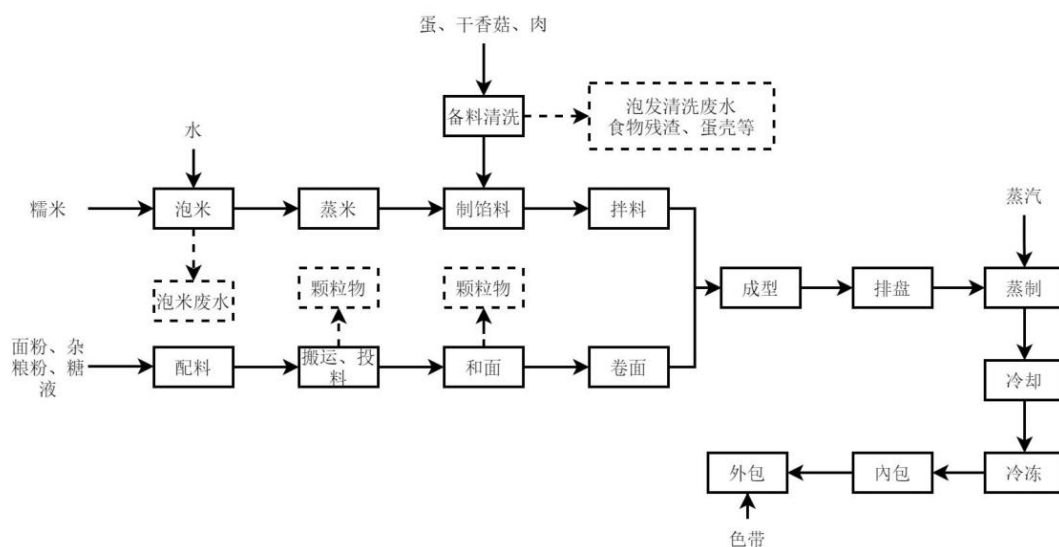 蛋、干香菇、肉
备料清洗
泡发清洗废水
食物残渣、蛋壳等
水
糯米
泡米
蒸米
制馅料
拌料
蒸汽
泡米废水
颗粒物
颗粒物
成型
排盘
蒸制
面粉、杂
粮粉、糖
液
配料
搬运、投
料
和面
卷面
冷却
外包
內包
冷冻
色带